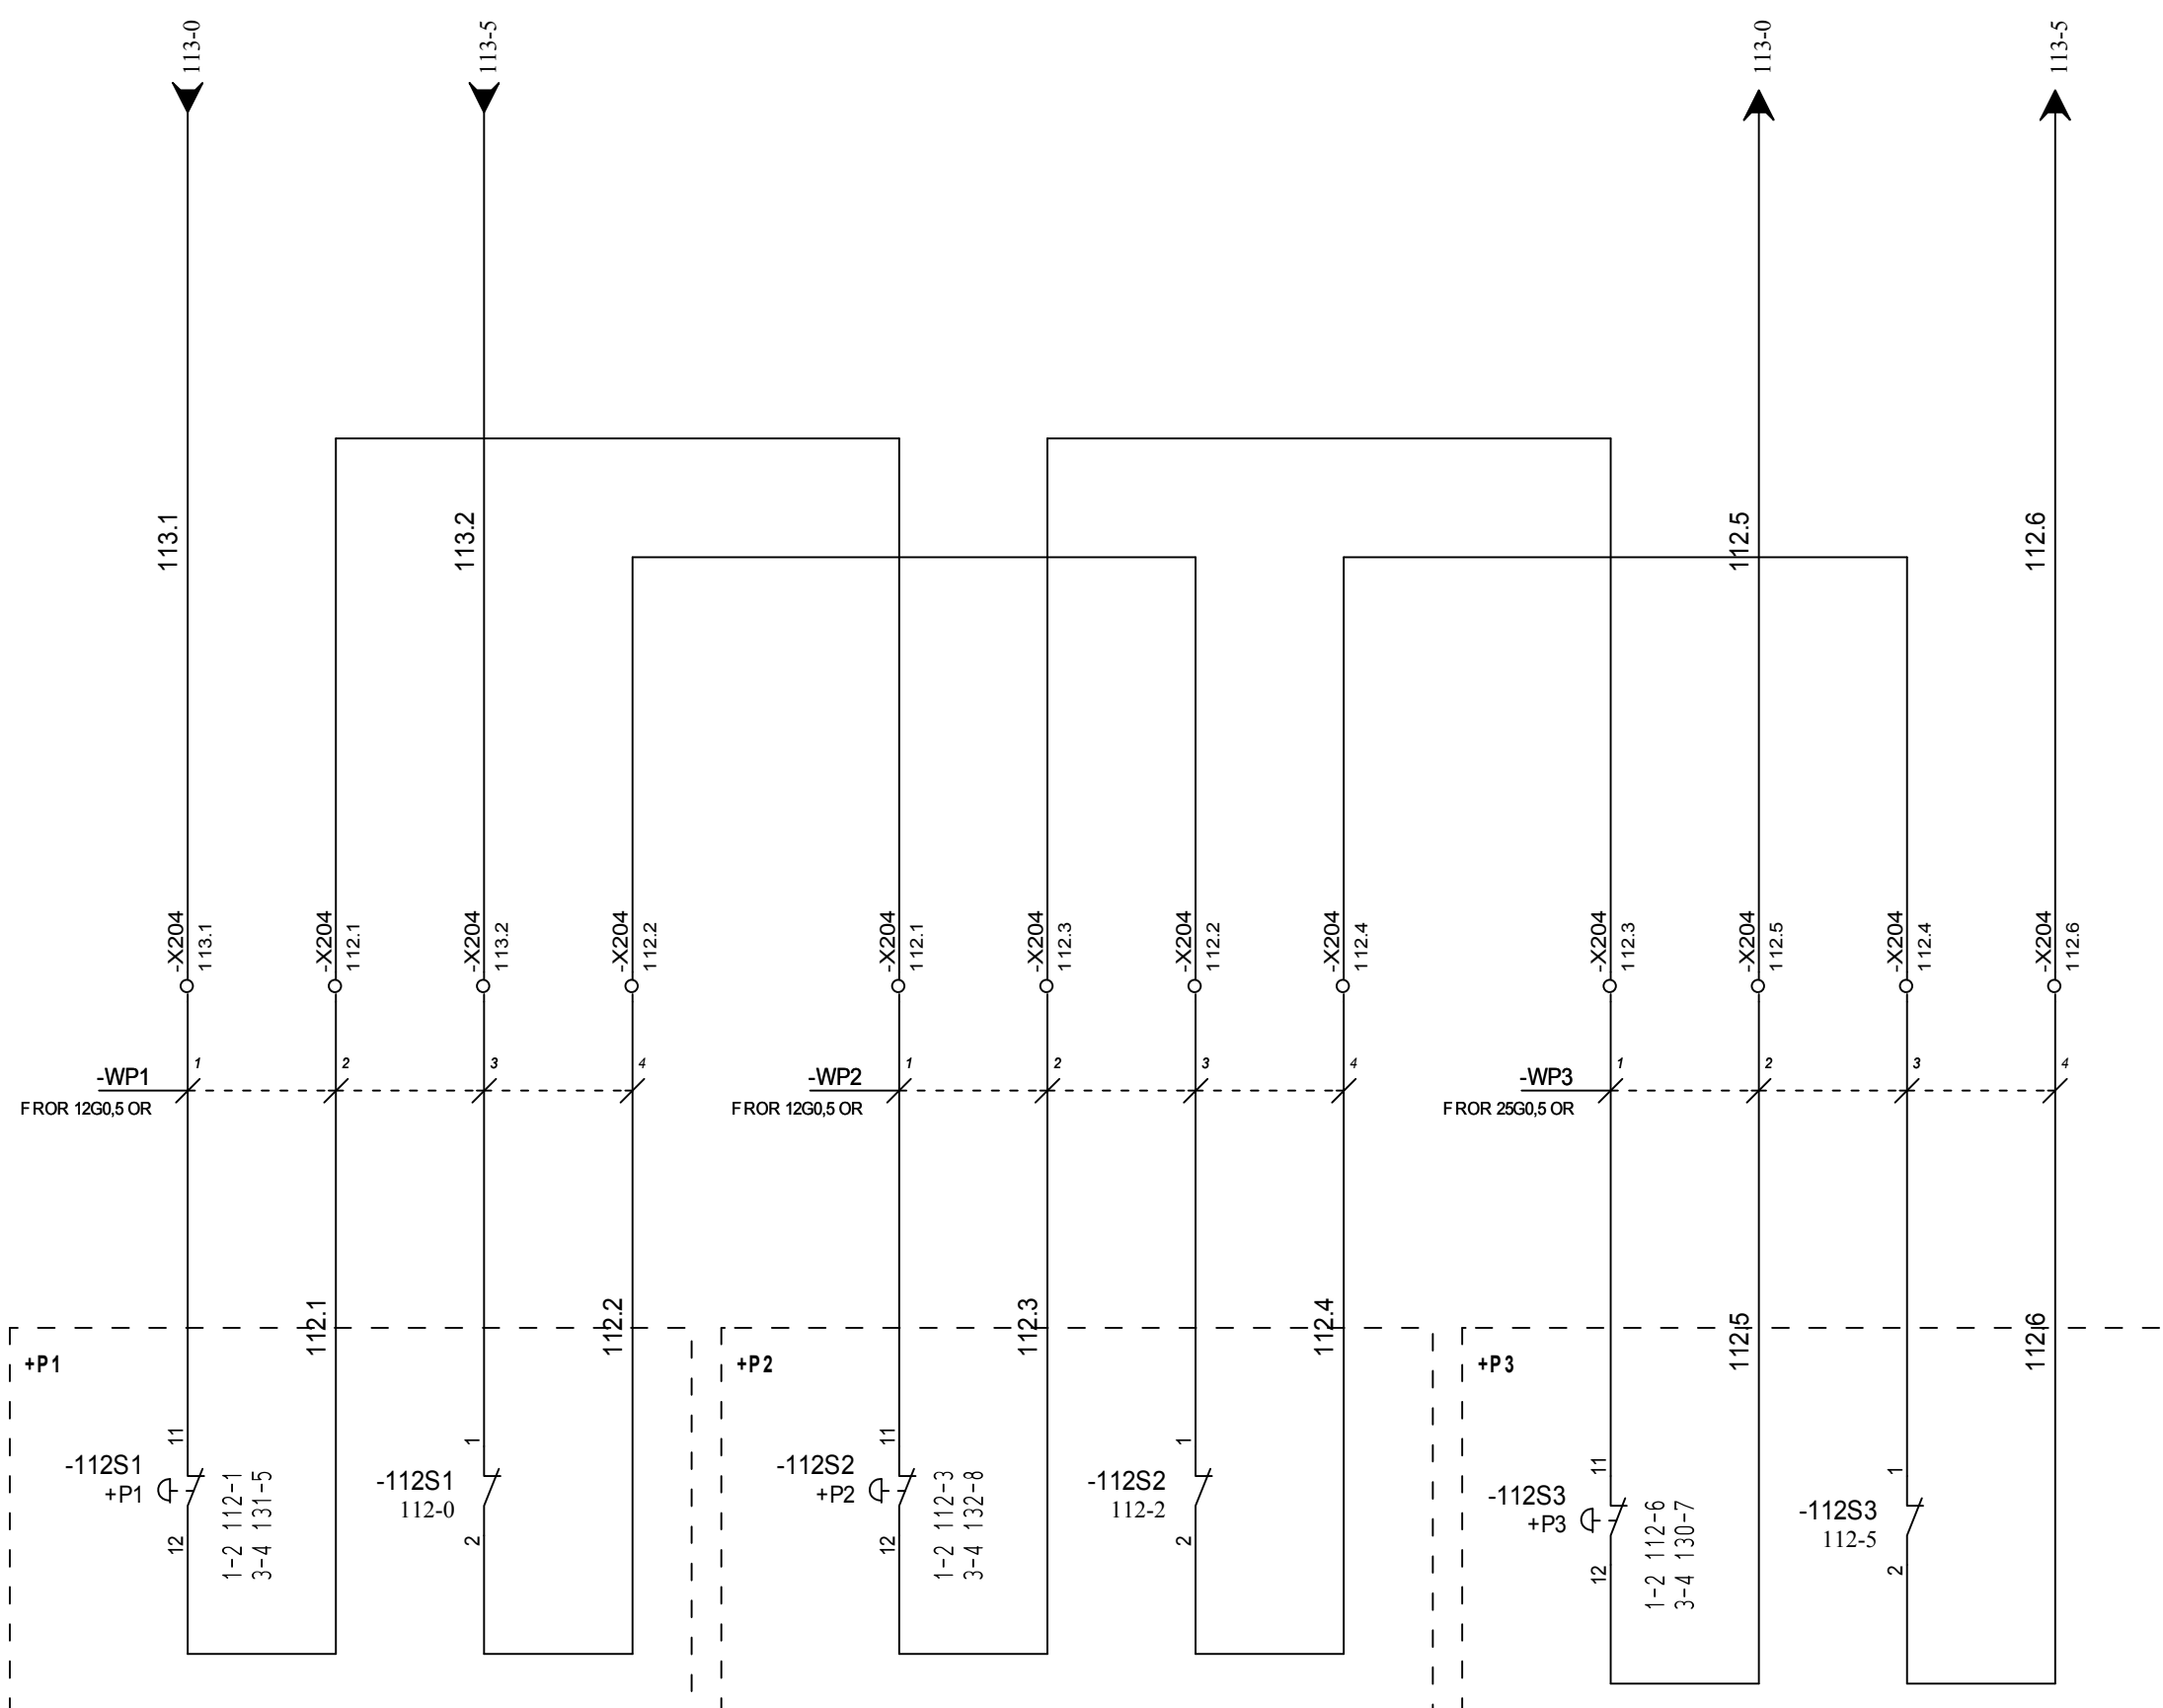 113-0
113-5
113-0
113-5
113.1
113.2
112.5
112.6
-X204
113.1
-X204
112.1
-X204
113.2
-X204
112.2
-X204
112.1
-X204
112.3
-X204
112.2
-X204
112.4
-X204
112.3
-X204
112.5
-X204
112.4
-X204
112.6
-WP1
FROR 12G0,5 OR
1
2
3
4
-WP2
FROR 12G0,5 OR
1
2
3
4
-WP3
FROR 25G0,5 OR
1
2
3
4
112.1
112.2
112.3
112.4
112.5
112.6
+P1
+P2
+P3
11
-112S1
+P1
12
1-2 112-1
3-4 131-5
1
-112S1
112-0
2
11
-112S2
+P2
12
1-2 112-3
3-4 132-8
1
-112S2
112-2
2
11
-112S3
+P3
12
1-2 112-6
3-4 130-7
1
-112S3
112-5
2